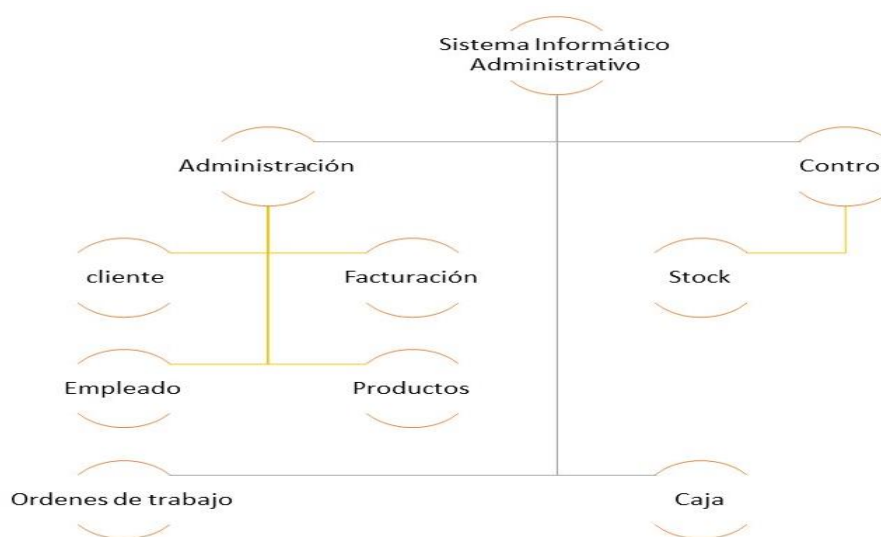 Sistema Informático
Administrativo
Administración
Contro
cliente
Facturación
Stock
Empleado
Productos
Ordenes de trabajo
Caja